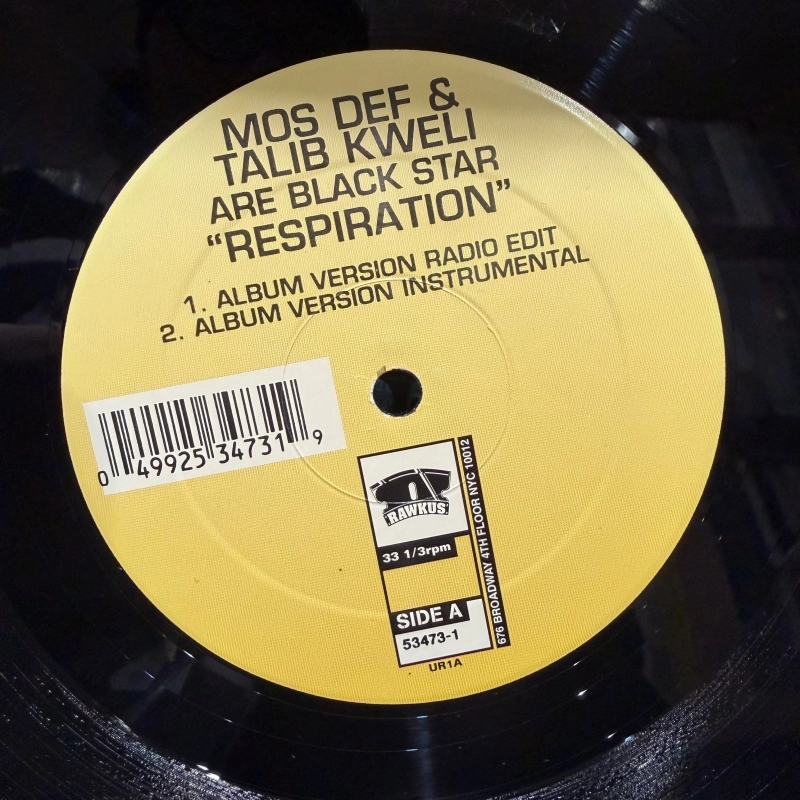 MOS DEF &
TALIB KWELI
ARE BLACK STAR
“RESPIRATION”
1. ALBUM VERSION RADIO EDIT
2. ALBUM VERSION INSTRUMENTAL
0 49925 34731 9
RAWKUS
33 1/3rpm
SIDE A
53473-1
UR1A
676 BROADWAY 4TH FLOOR NYC 10012